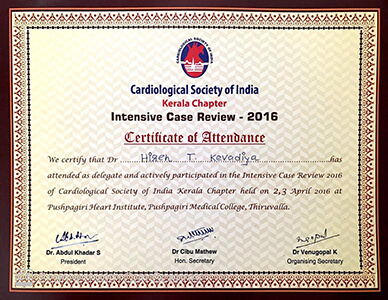 CARDIOLOGICAL SOCIETY OF INDIA
Cardiological Society of India
Kerala Chapter
Intensive Case Review - 2016
Certificate of Attendance
We certify that Dr Hiren T. Kevadiya has
attended as delegate and actively participated in the Intensive Case Review 2016
of Cardiological Society of India Kerala Chapter held on 2,3 April 2016 at
Pushpagiri Heart Institute, Pushpagiri Medical College, Thiruvalla.
Dr. Abdul Khadar S Dr Cibu Mathew Dr Venugopal K
President Hon. Secretary Organising Secretary